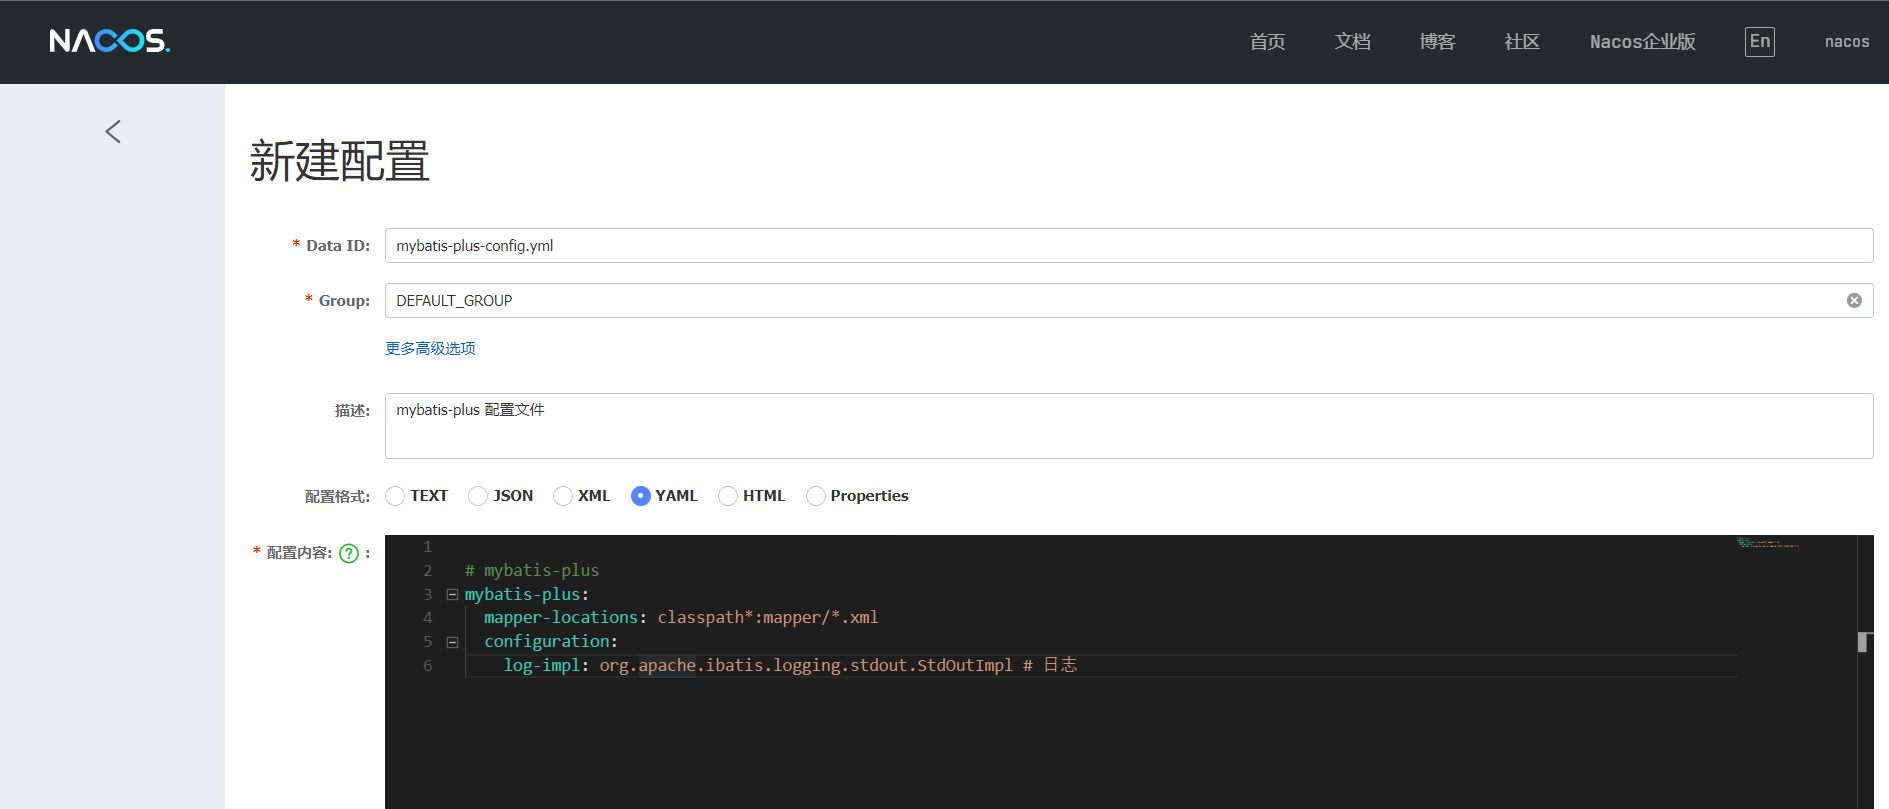 NACOS.
首页 文档 博客 社区 Nacos企业版 En nacos
新建配置
* Data ID: mybatis-plus-config.yml
* Group: DEFAULT_GROUP
更多高级选项
描述: mybatis-plus 配置文件
配置格式: TEXT JSON XML YAML HTML Properties
* 配置内容: ? :
1
2 # mybatis-plus
3 mybatis-plus:
4 mapper-locations: classpath*:mapper/*.xml
5 configuration:
6 log-impl: org.apache.ibatis.logging.stdout.StdOutImpl # 日志